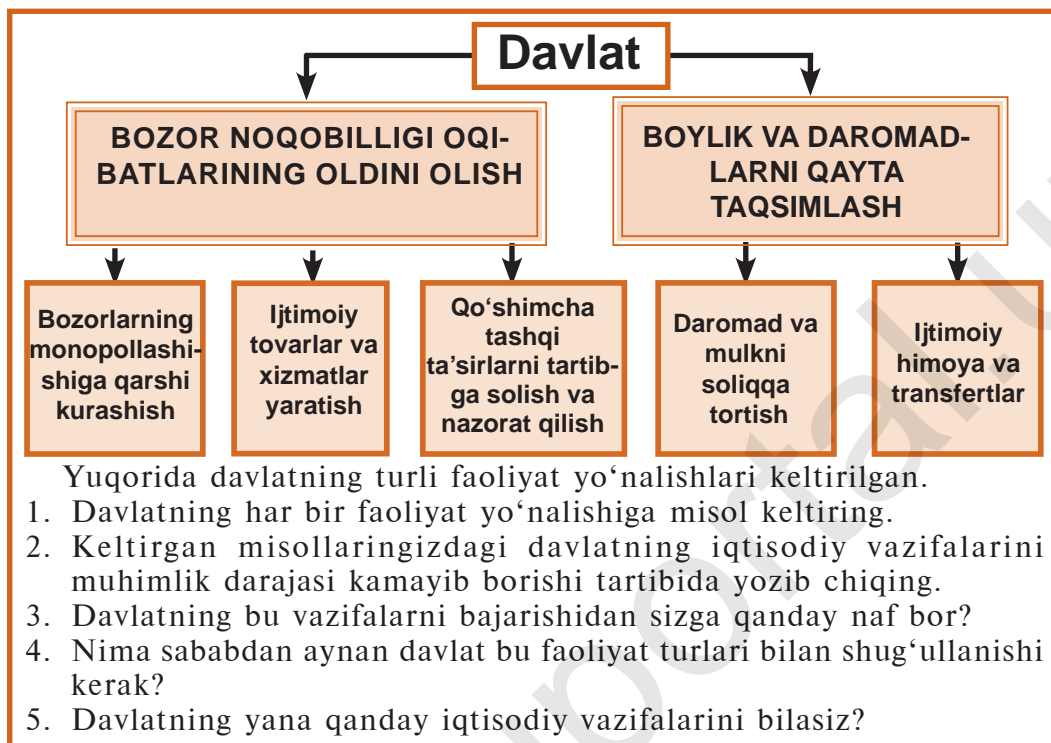 Davlat
BOZOR NOQOBILLIGI OQI-
BATLARINING OLDINI OLISH
BOYLIK VA DAROMAD-
LARNI QAYTA
TAQSIMLASH
Bozorlarning
monopollashi-
shiga qarshi
kurashish
Ijtimoiy
tovarlar va
xizmatlar
yaratish
Qo‘shimcha
tashqi
ta’sirlarni tartib-
ga solish va
nazorat qilish
Daromad va
mulkni
soliqqa
tortish
Ijtimoiy
himoya va
transfertlar
Yuqorida davlatning turli faoliyat yo‘nalishlari keltirilgan.
1. Davlatning har bir faoliyat yo‘nalishiga misol keltiring.
2. Keltirgan misollaringizdagi davlatning iqtisodiy vazifalarini
muhimlik darajasi kamayib borishi tartibida yozib chiqing.
3. Davlatning bu vazifalarni bajarishidan sizga qanday naf bor?
4. Nima sababdan aynan davlat bu faoliyat turlari bilan shug‘ullanishi
kerak?
5. Davlatning yana qanday iqtisodiy vazifalarini bilasiz?